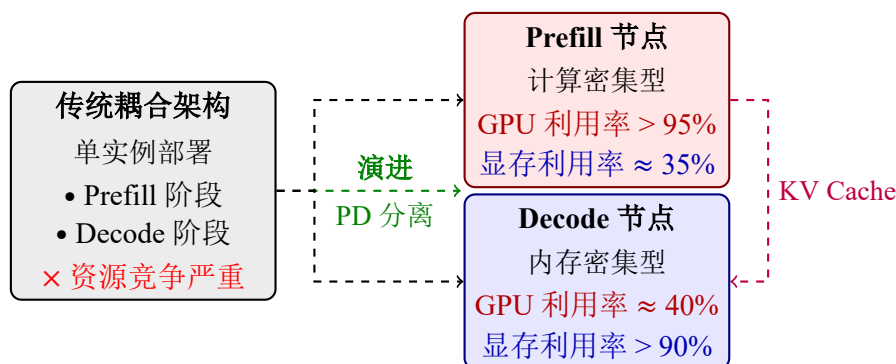 传统耦合架构
单实例部署
• Prefill 阶段
• Decode 阶段
× 资源竞争严重
演进
PD 分离
Prefill 节点
计算密集型
GPU 利用率 > 95%
显存利用率 ≈ 35%
Decode 节点
内存密集型
GPU 利用率 ≈ 40%
显存利用率 > 90%
KV Cache